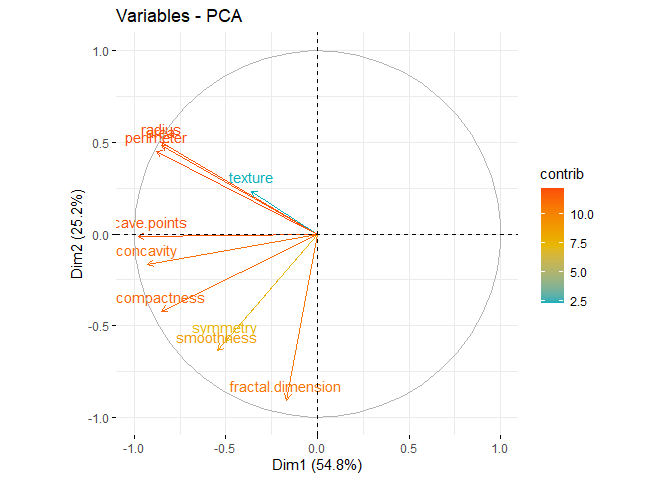 Variables - PCA
1.0
0.5
0.0
-0.5
-1.0
Dim2 (25.2%)
radius
perimeter
texture
cave.points
concavity
compactness
symmetry
smoothness
fractal.dimension
-1.0
-0.5
0.0
0.5
1.0
Dim1 (54.8%)
contrib
10.0
7.5
5.0
2.5